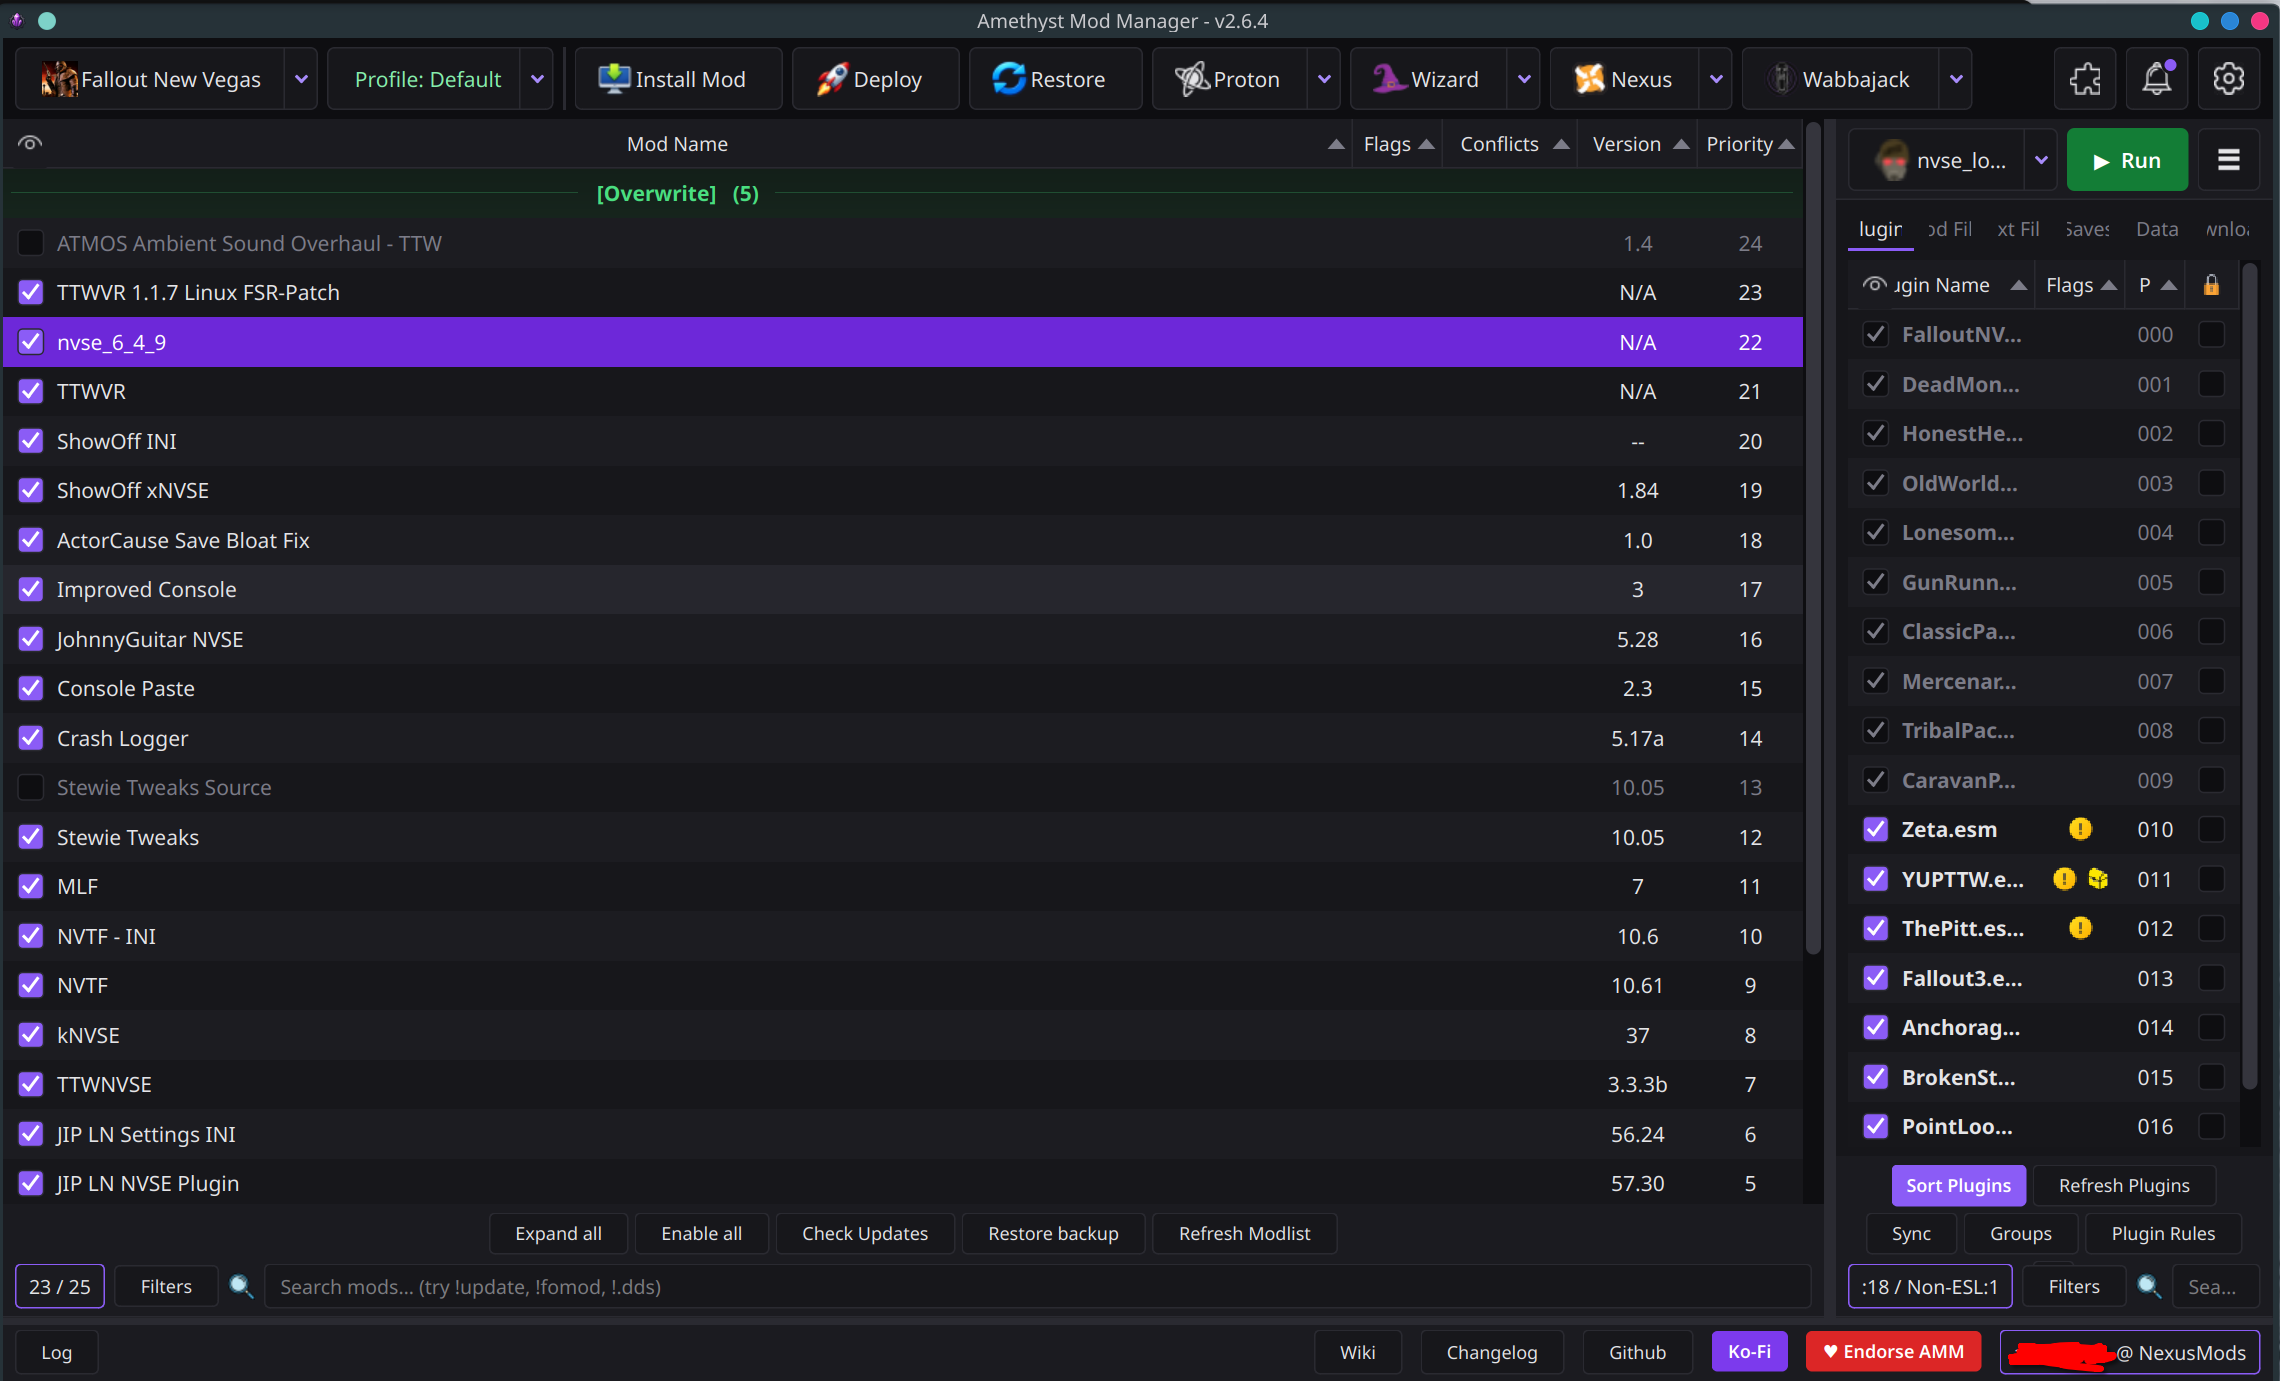 Amethyst Mod Manager - v2.6.4
Fallout New Vegas Profile: Default Install Mod Deploy Restore Proton Wizard Nexus Wabbajack
Mod Name Flags Conflicts Version Priority
[Overwrite] (5)
ATMOS Ambient Sound Overhaul - TTW 1.4 24
TTWVR 1.1.7 Linux FSR-Patch N/A 23
nvse_6_4_9 N/A 22
TTWVR N/A 21
ShowOff INI -- 20
ShowOff xNVSE 1.84 19
ActorCause Save Bloat Fix 1.0 18
Improved Console 3 17
JohnnyGuitar NVSE 5.28 16
Console Paste 2.3 15
Crash Logger 5.17a 14
Stewie Tweaks Source 10.05 13
Stewie Tweaks 10.05 12
MLF 7 11
NVTF - INI 10.6 10
NVTF 10.61 9
kNVSE 37 8
TTWNVSE 3.3.3b 7
JIP LN Settings INI 56.24 6
JIP LN NVSE Plugin 57.30 5
Expand all Enable all Check Updates Restore backup Refresh Modlist
23 / 25 Filters Search mods... (try !update, !fomod, !.dds)
nvse_lo... Run
lugin od Fil xt Fil Saves Data wnloa
ugin Name Flags P
FalloutNV... 000
DeadMon... 001
HonestHe... 002
OldWorld... 003
Lonesom... 004
GunRunn... 005
ClassicPa... 006
Mercenar... 007
TribalPac... 008
CaravanP... 009
Zeta.esm 010
YUPTTW.e... 011
ThePitt.es... 012
Fallout3.e... 013
Anchorag... 014
BrokenSt... 015
PointLoo... 016
Sort Plugins Refresh Plugins
Sync Groups Plugin Rules
:18 / Non-ESL:1 Filters Sea...
Log Wiki Changelog Github Ko-Fi ♥ Endorse AMM @ NexusMods